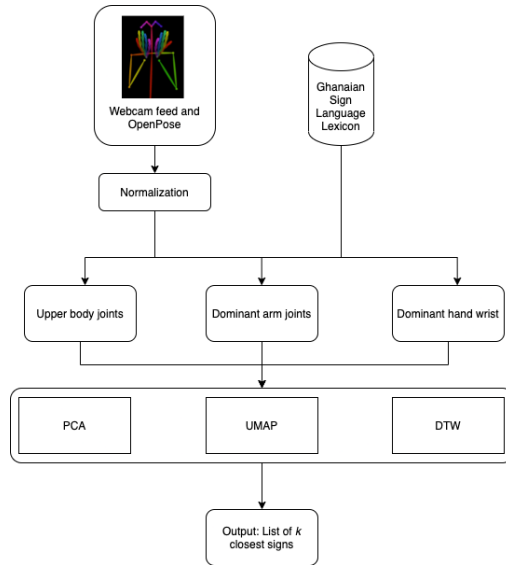 Webcam feed and
OpenPose
Ghanaian
Sign
Language
Lexicon
Normalization
Upper body joints
Dominant arm joints
Dominant hand wrist
PCA
UMAP
DTW
Output: List of k
closest signs